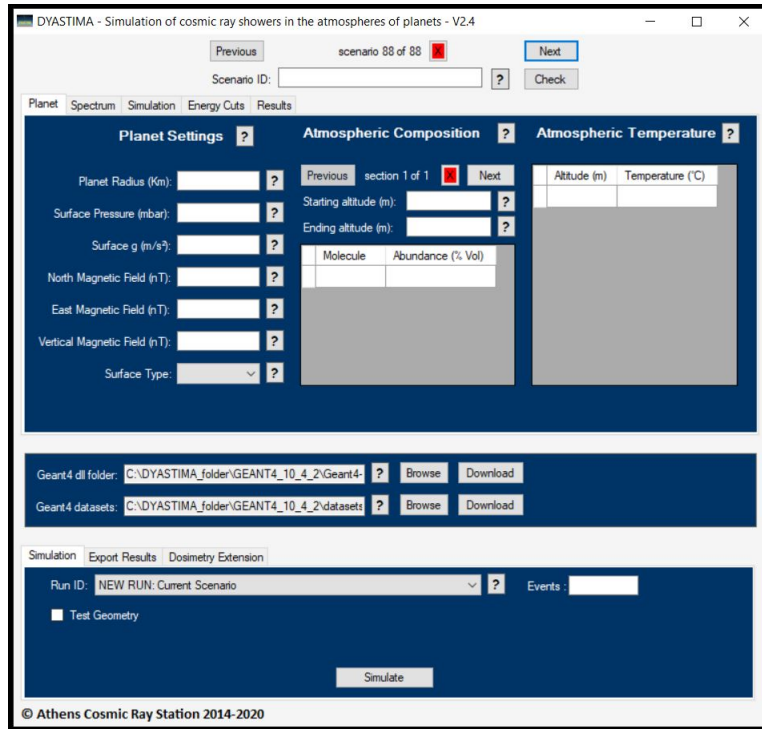 DYASTIMA - Simulation of cosmic ray showers in the atmospheres of planets - V2.4
Previous scenario 88 of 88 X Next
Scenario ID: ? Check
Planet Spectrum Simulation Energy Cuts Results
Planet Settings ? Atmospheric Composition ? Atmospheric Temperature ?
Previous section 1 of 1 X Next
Planet Radius (Km): ?
Starting altitude (m): ?
Surface Pressure (mbar): ?
Ending altitude (m): ?
Surface g (m/s²): ?
North Magnetic Field (nT): ?
East Magnetic Field (nT): ?
Vertical Magnetic Field (nT): ?
Surface Type: ?
Molecule Abundance (% Vol)
Altitude (m) Temperature (°C)
Geant4 dll folder: C:\DYASTIMA_folder\GEANT4_10_4_2\Geant4- ? Browse Download
Geant4 datasets: C:\DYASTIMA_folder\GEANT4_10_4_2\datasets ? Browse Download
Simulation Export Results Dosimetry Extension
Run ID: NEW RUN: Current Scenario ? Events :
Test Geometry
Simulate
© Athens Cosmic Ray Station 2014-2020